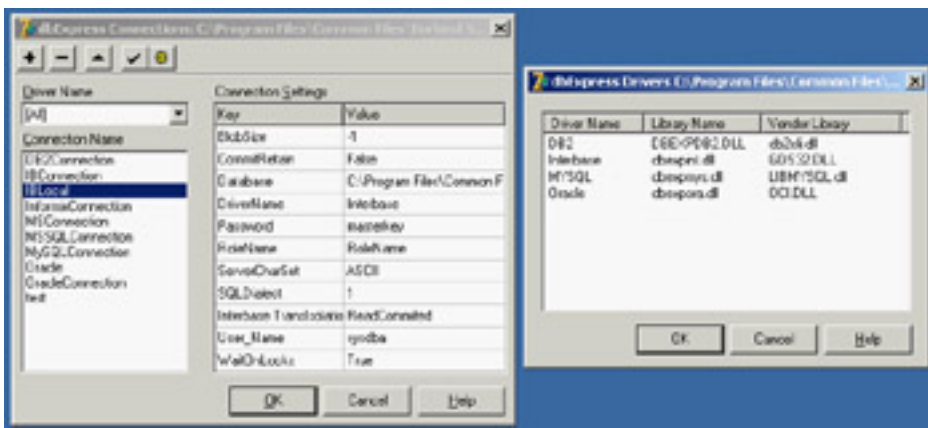 dbExpress Connections: C:\Program Files\Common Files\Borland S...
Driver Name
[All]
Connection Name
DB2Connection
IBConnection
IBLocal
InformixConnection
MSConnection
MSSQLConnection
MySQLConnection
Oracle
OracleConnection
test
Connection Settings
Key Value
BlobSize -1
CommitRetain False
Database C:\Program Files\Common F
DriverName Interbase
Password masterkey
RoleName RoleName
ServerCharSet ASCII
SQLDialect 1
Interbase ReadCommited
User_Name sysdba
WaitOnLocks True
OK Cancel Help
dbExpress Drivers C:\Program Files\Common Files\...
Driver Name Library Name Vendor Library
DB2 DBEXPDB2.DLL db2cli.dll
Interbase dbexpint.dll GDS32.DLL
MYSQL dbexpmys.dll LIBMYSQL.dll
Oracle dbexpora.dll OCI.DLL
OK Cancel Help